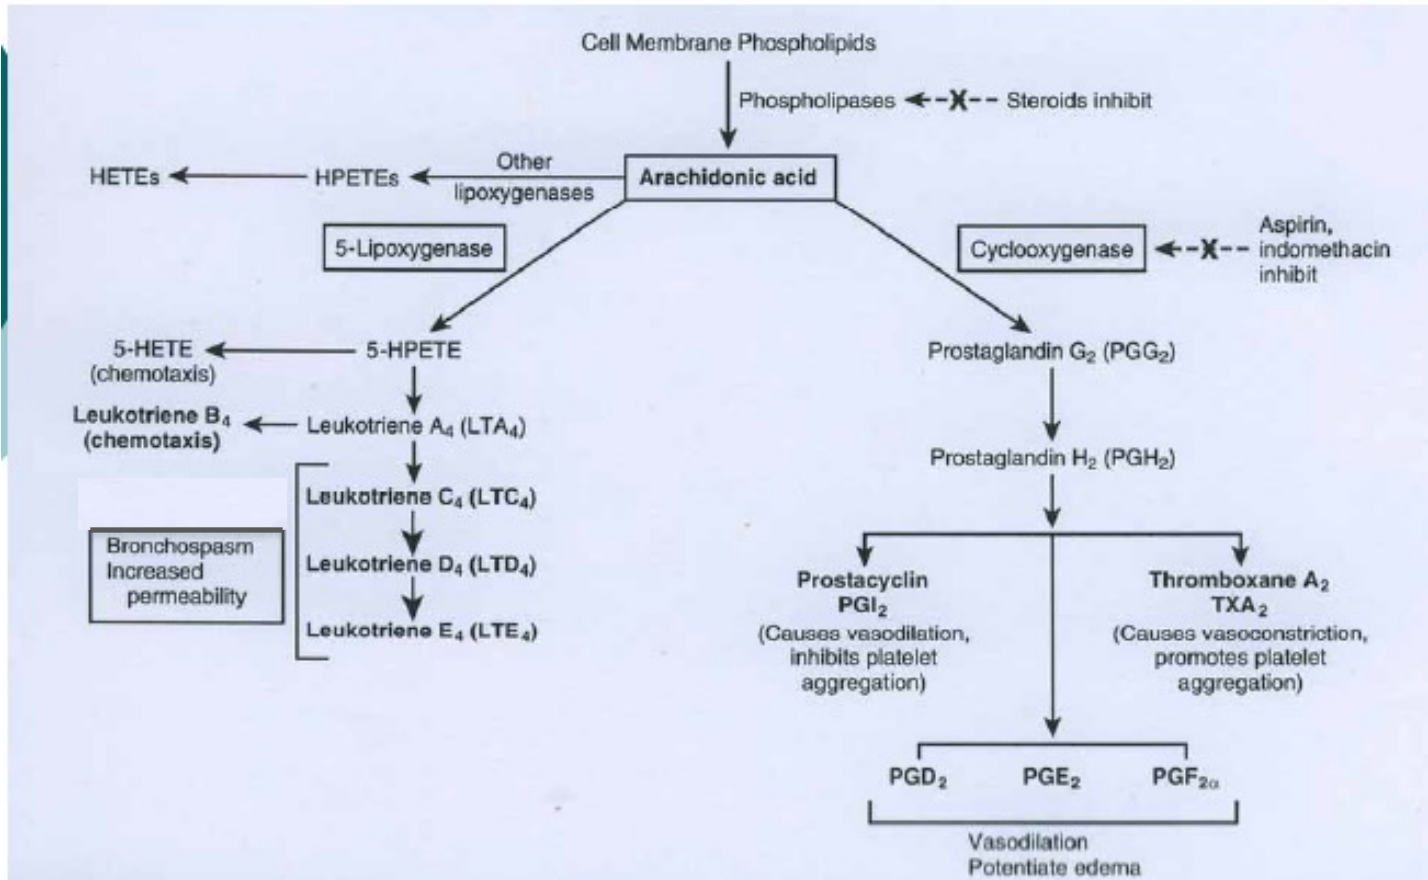 Cell Membrane Phospholipids
Phospholipases
X
Steroids inhibit
HETEs
HPETEs
Other
lipoxygenases
Arachidonic acid
5-Lipoxygenase
Cyclooxygenase
X
Aspirin,
indomethacin
inhibit
5-HETE
(chemotaxis)
5-HPETE
Prostaglandin G₂ (PGG₂)
Leukotriene B₄
(chemotaxis)
Leukotriene A₄ (LTA₄)
Prostaglandin H₂ (PGH₂)
Leukotriene C₄ (LTC₄)
Bronchospasm
Increased
permeability
Leukotriene D₄ (LTD₄)
Leukotriene E₄ (LTE₄)
Prostacyclin
PGI₂
(Causes vasodilation,
inhibits platelet
aggregation)
Thromboxane A₂
TXA₂
(Causes vasoconstriction,
promotes platelet
aggregation)
PGD₂
PGE₂
PGF₂α
Vasodilation
Potentiate edema